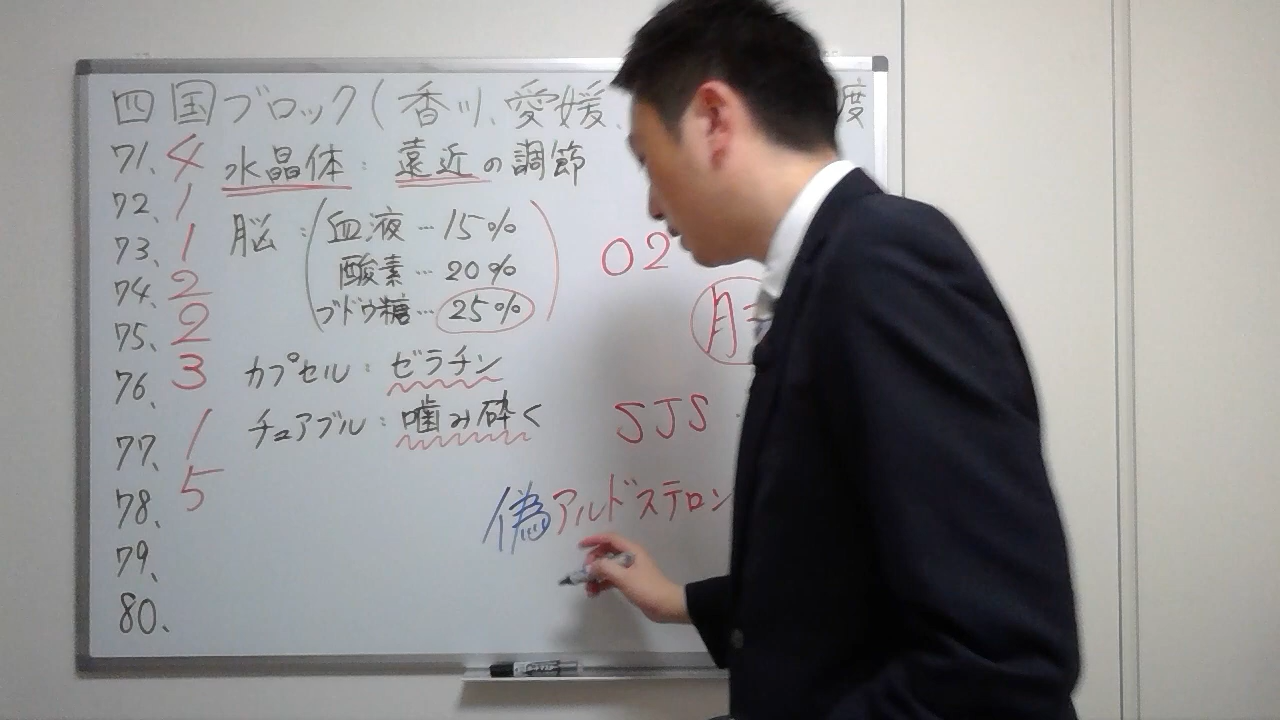 四国ブロック(香川、愛媛、 度
71、4 水晶体：遠近の調節
72、1
脳：(血液…15%
73、1 O2
酸素…20%
74、2
ブドウ糖…25%)
75、2
76、3 カプセル：ゼラチン
チュアブル：噛み砕く SJS
77、1
78、5 偽アルドステロン
79、
80、